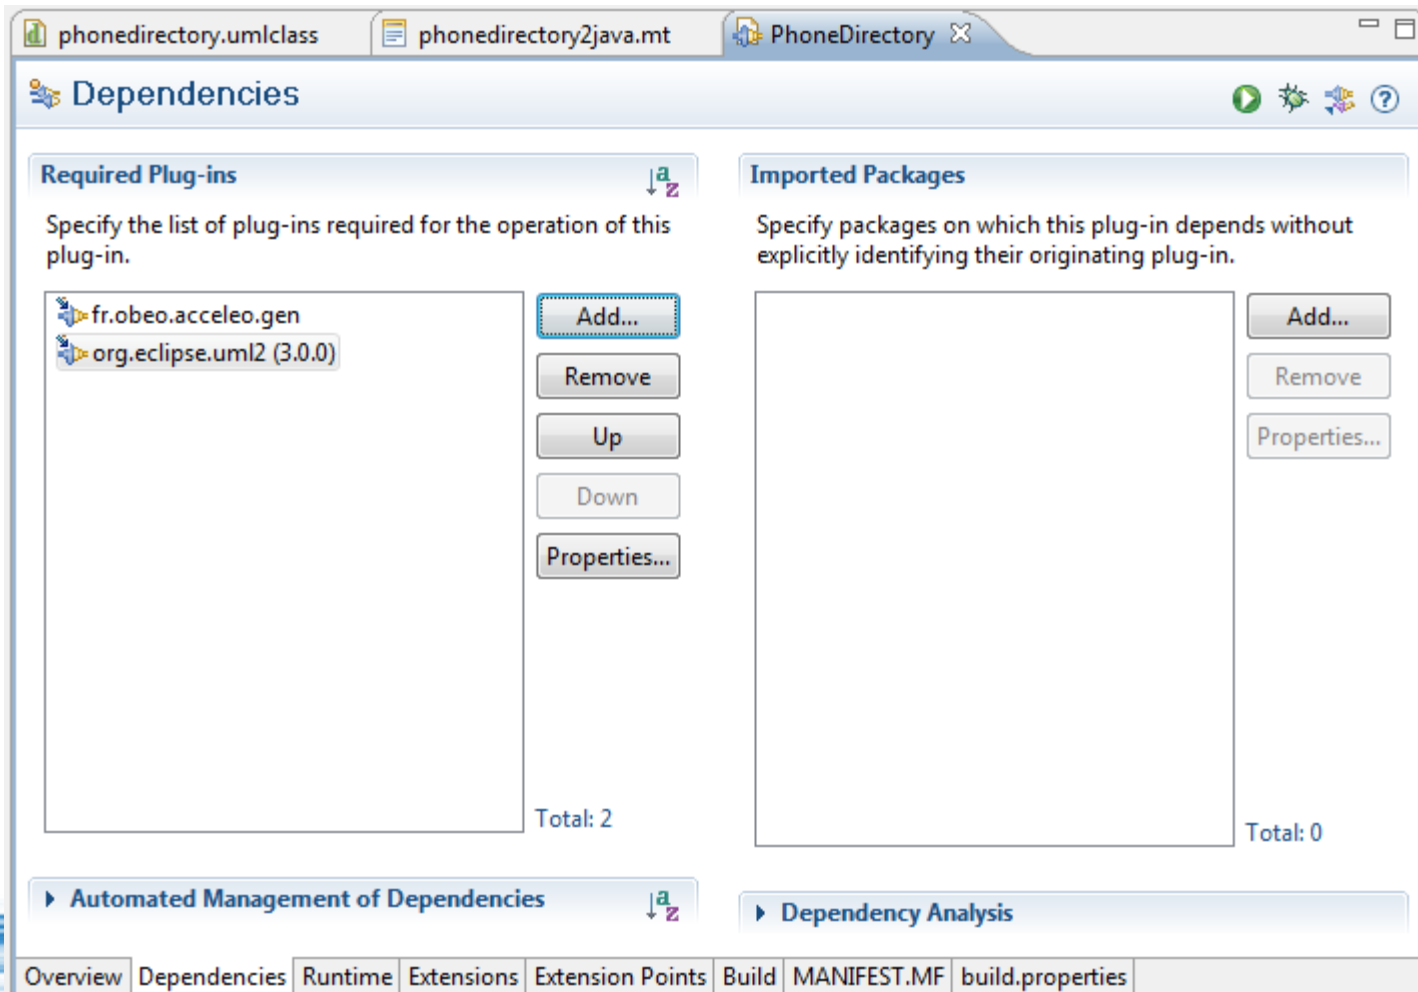 phonedirectory.umlclass
phonedirectory2java.mt
PhoneDirectory
Dependencies
Required Plug-ins
Specify the list of plug-ins required for the operation of this
plug-in.
fr.obeo.acceleo.gen
org.eclipse.uml2 (3.0.0)
Add...
Remove
Up
Down
Properties...
Total: 2
Imported Packages
Specify packages on which this plug-in depends without
explicitly identifying their originating plug-in.
Add...
Remove
Properties...
Total: 0
Automated Management of Dependencies
Dependency Analysis
Overview
Dependencies
Runtime
Extensions
Extension Points
Build
MANIFEST.MF
build.properties